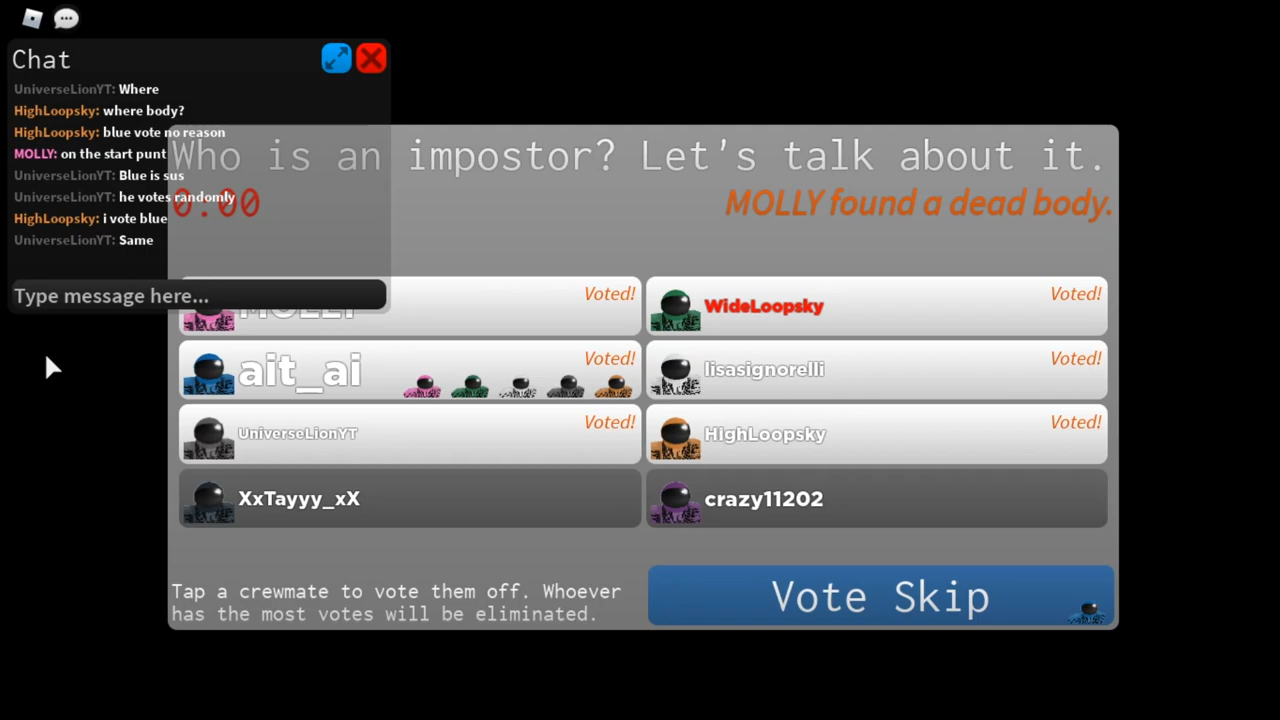 Chat
UniverseLionYT: Where
HighLoopsky: where body?
HighLoopsky: blue vote no reason
MOLLY: on the start punt
UniverseLionYT: Blue is sus
UniverseLionYT: he votes randomly
HighLoopsky: i vote blue
UniverseLionYT: Same
Type message here...
Who is an impostor? Let's talk about it.
0.00
MOLLY found a dead body.
MOLLY
Voted!
WideLoopsky
Voted!
ait_ai
Voted!
lisasignorelli
Voted!
UniverseLionYT
Voted!
HighLoopsky
Voted!
XxTayyy_xX
crazy11202
Tap a crewmate to vote them off. Whoever
has the most votes will be eliminated.
Vote Skip